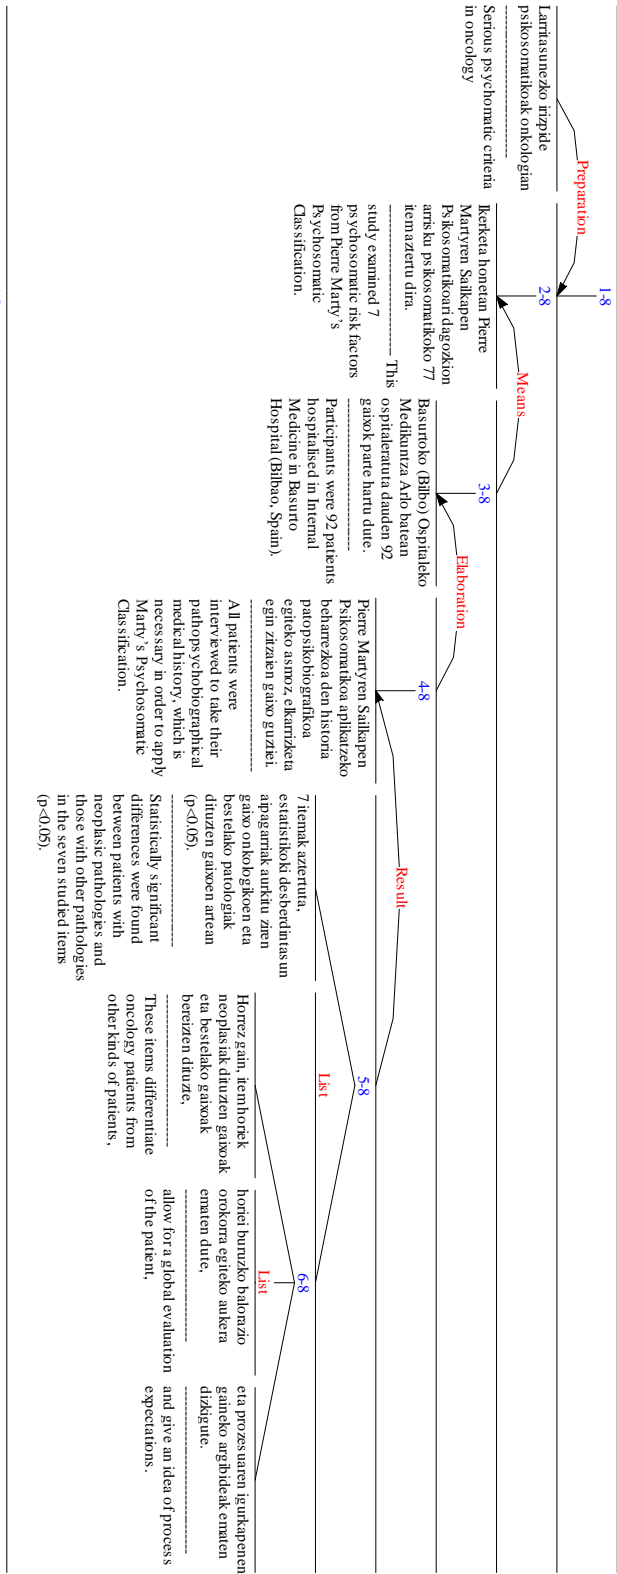 1-8
Preparation
2-8
Larritasunezko irizpide
psikosomatikoak onkologian
------------------------
Serious psychomatic criteria
in oncology
Means
3-8
Ikerketa honetan Pierre
Martyren Sailkapen
Psikosomatikoari dagozkion
arrisku psikosomatikoko 77
item aztertu dira.
------------------------ This
study examined 7
psychosomatic risk factors
from Pierre Marty's
Psychosomatic
Classification.
Elaboration
4-8
Basurtoko (Bilbo) Ospitaleko
Medikuntza Arlo batean
ospitaleratuta dauden 92
gaixok parte hartu dute.
------------------------
Participants were 92 patients
hospitalised in Internal
Medicine in Basurto
Hospital (Bilbao, Spain).
Result
5-8
Pierre Martyren Sailkapen
Psikosomatikoa aplikatzeko
beharrezkoa den historia
patopsikobiografikoa
egiteko asmoz, elkarrizketa
egin zitzaien gaixo guztiei.
------------------------
All patients were
interviewed to take their
pathopsychobiographical
medical history, which is
necessary in order to apply
Marty's Psychosomatic
Classification.
List
6-8
7 itemak aztertuta,
estatistikoki desberdintasun
aipagarriak aurkitu ziren
gaixo onkologikoen eta
bestelako patologiak
dituzten gaixoen artean
(p<0.05).
------------------------
Statistically significant
differences were found
between patients with
neoplasic pathologies and
those with other pathologies
in the seven studied items
(p<0.05).
List
Horrez gain, item horiek
neoplasiak dituzten gaixoak
eta bestelako gaixoak
bereizten dituzte,
------------------------
These items differentiate
oncology patients from
other kinds of patients,
horiei buruzko balorazio
orokorra egiteko aukera
ematen dute,
------------------------
allow for a global evaluation
of the patient,
eta prozesuaren igurkapenen
gaineko argibideak ematen
dizkigute.
------------------------
and give an idea of process
expectations.